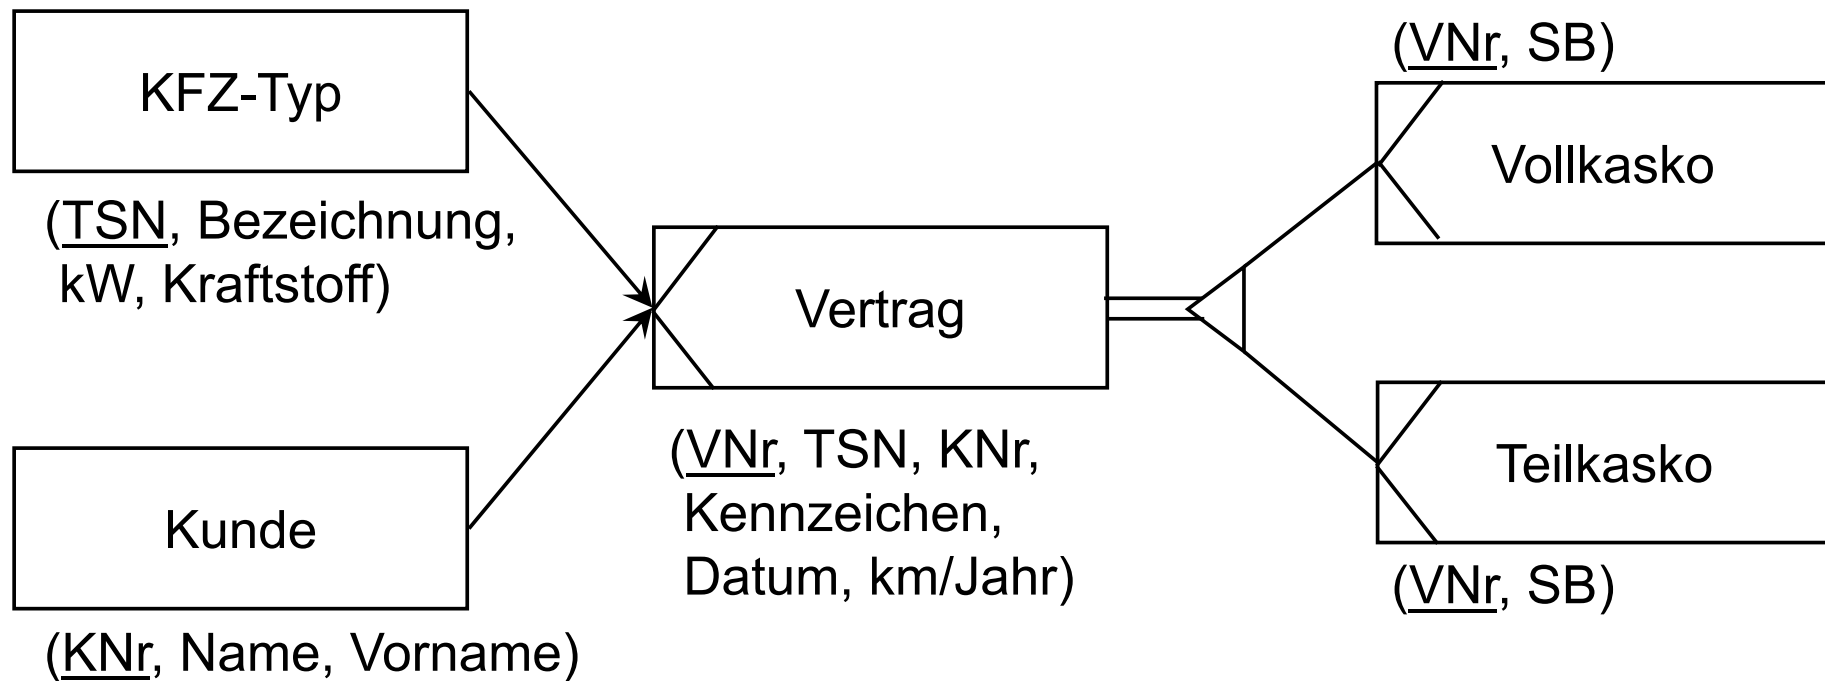 KFZ-Typ
(TSN, Bezeichnung,
kW, Kraftstoff)
Kunde
(KNr, Name, Vorname)
Vertrag
(VNr, TSN, KNr,
Kennzeichen,
Datum, km/Jahr)
(VNr, SB)
Vollkasko
Teilkasko
(VNr, SB)